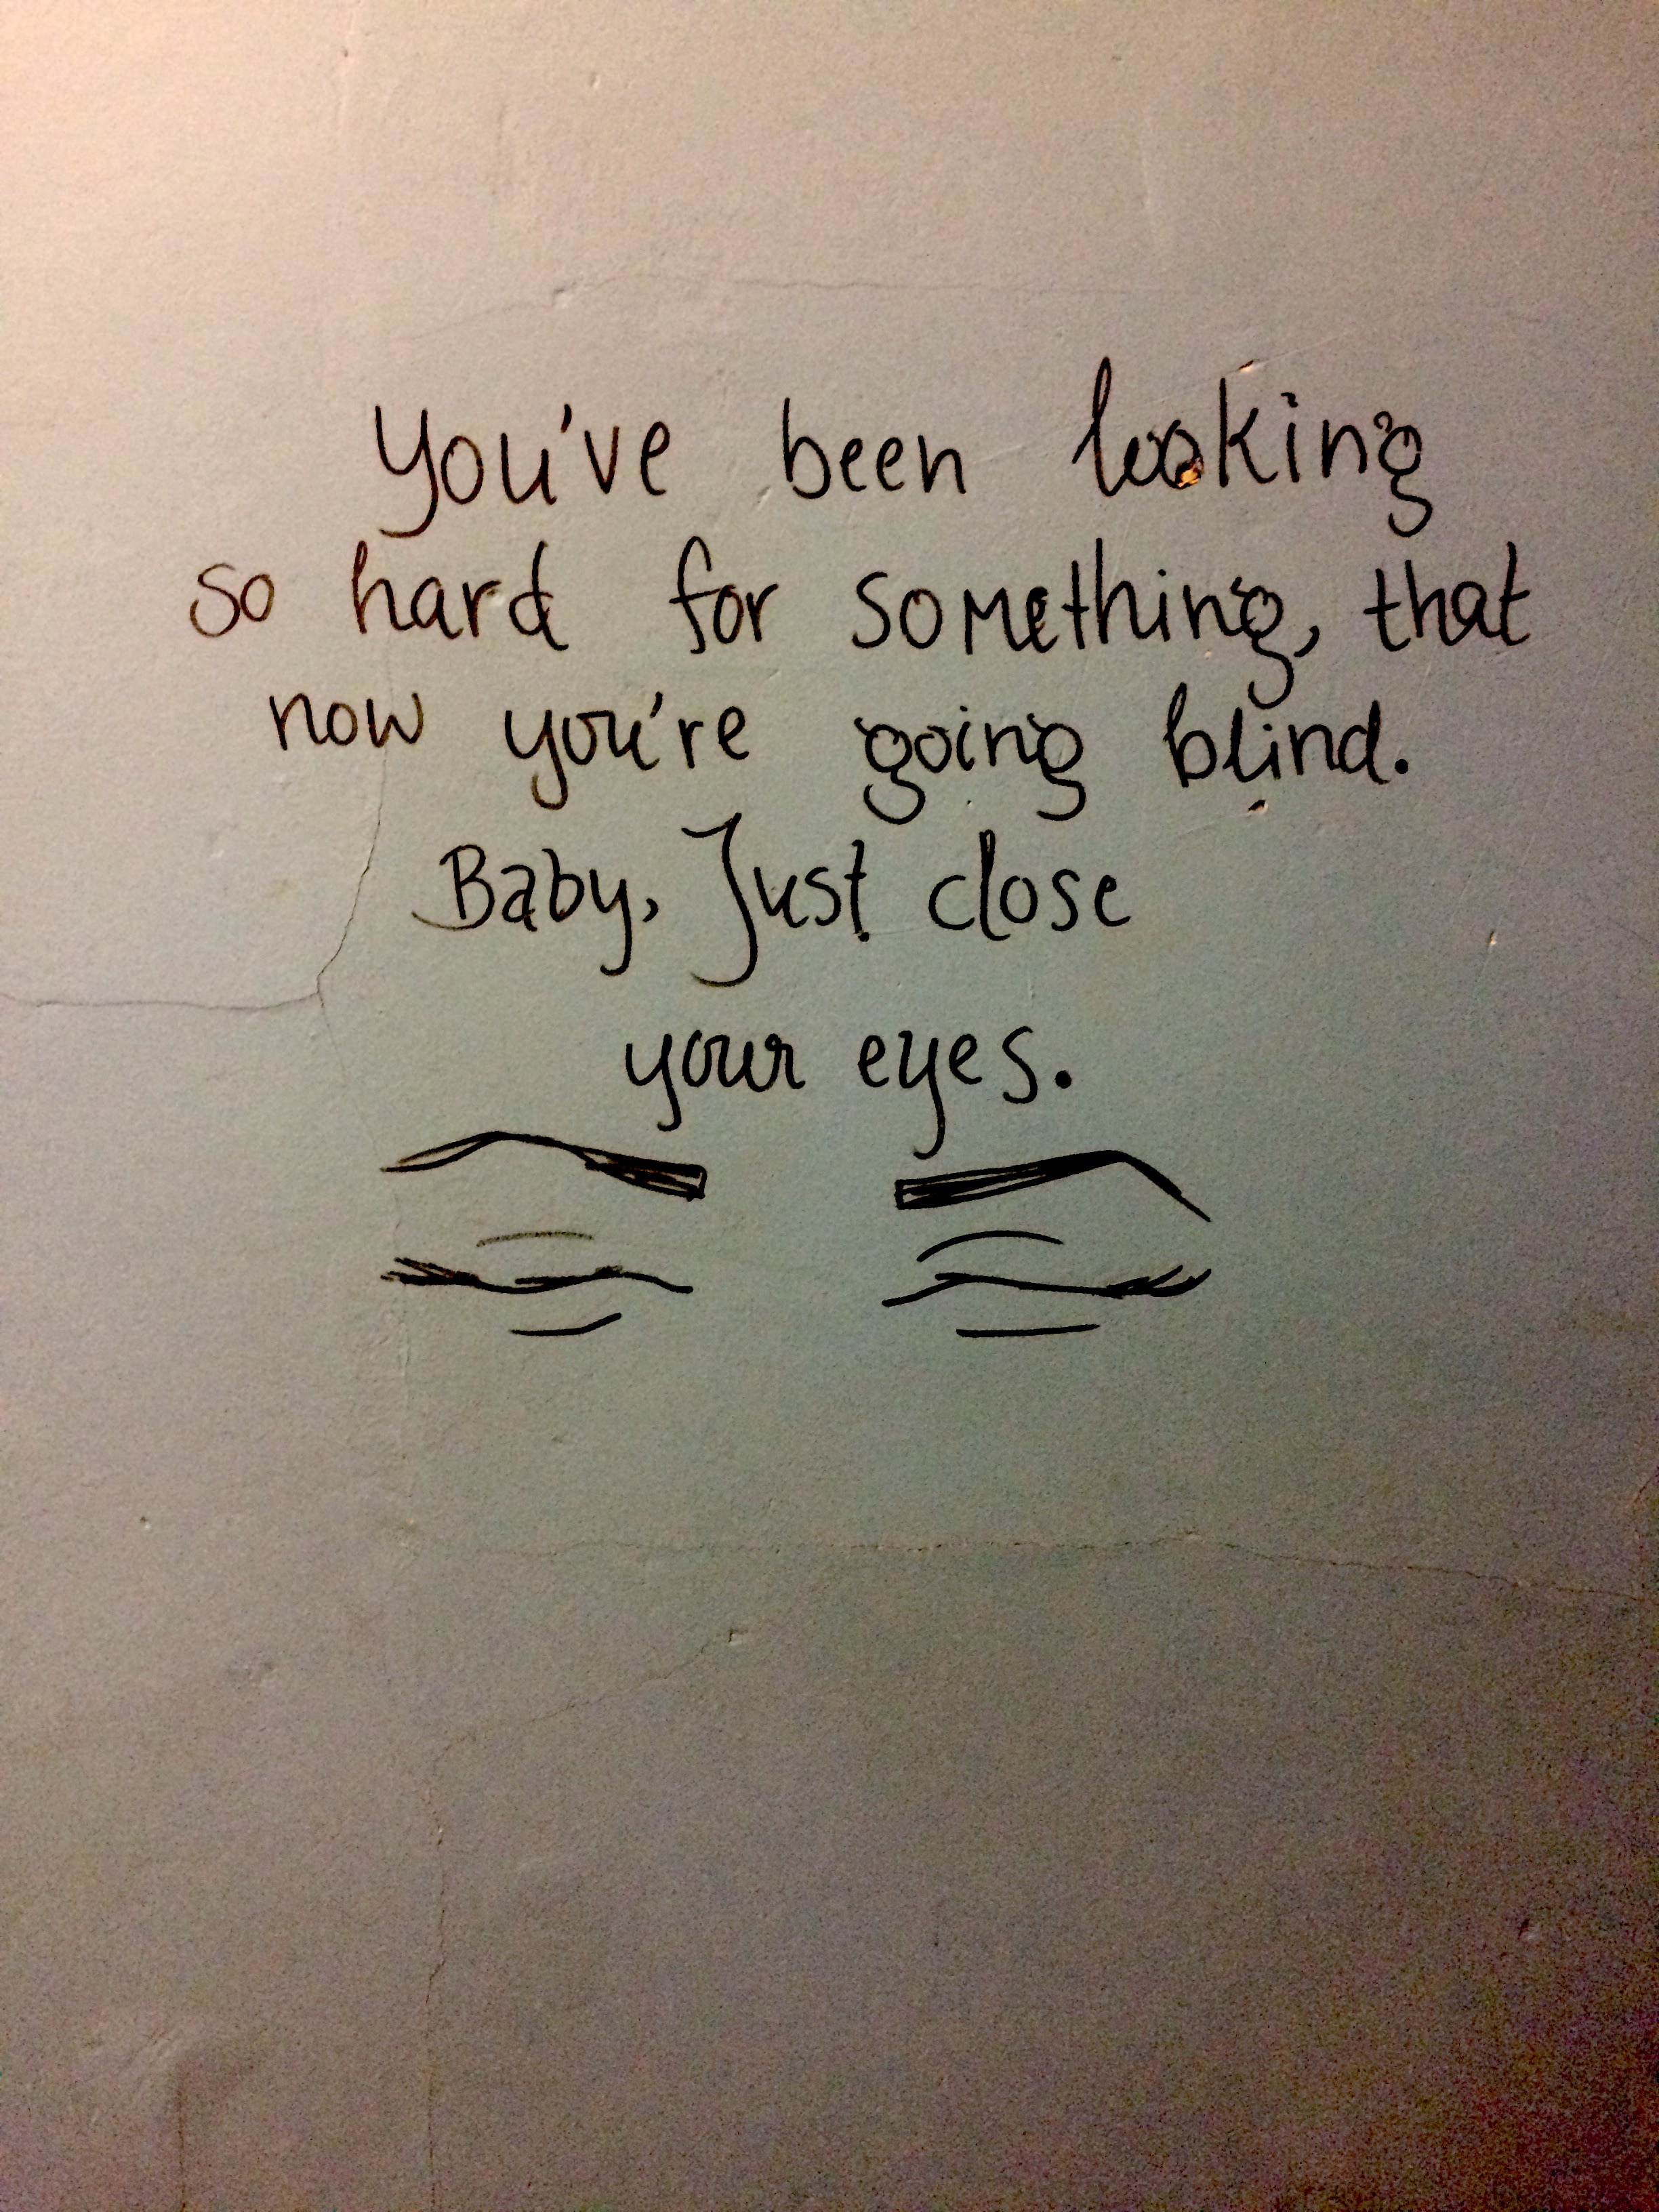 You've been looking
so hard for something, that
now you're going blind.
Baby, Just close
your eyes.